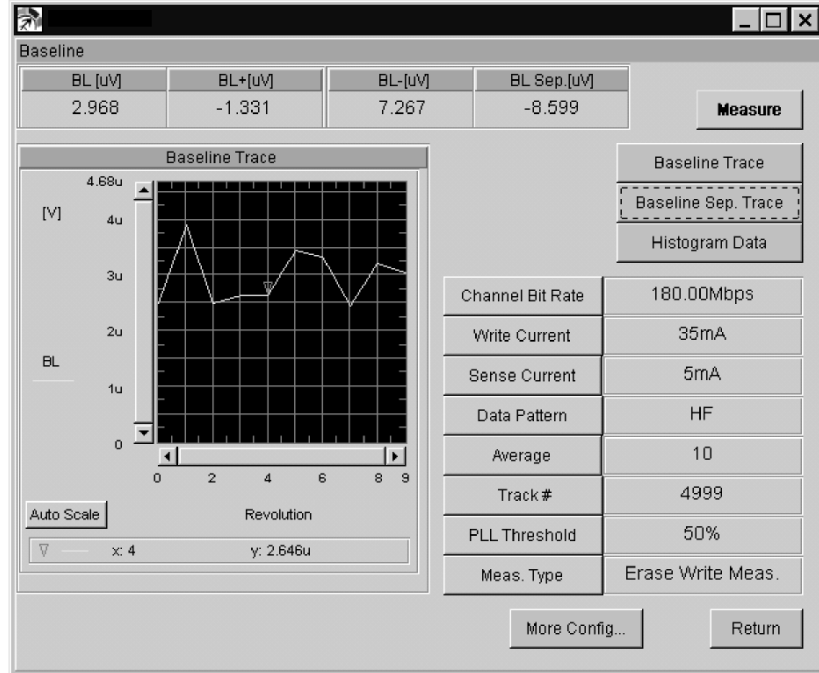 Baseline
BL [uV] BL+[uV] BL-[uV] BL Sep.[uV]
2.968 -1.331 7.267 -8.599
Measure
Baseline Trace
4.68u
[V]
4u
3u
2u
BL
1u
0
0 2 4 6 8 9
Auto Scale
Revolution
x: 4 y: 2.646u
Baseline Trace
Baseline Sep. Trace
Histogram Data
Channel Bit Rate 180.00Mbps
Write Current 35mA
Sense Current 5mA
Data Pattern HF
Average 10
Track # 4999
PLL Threshold 50%
Meas. Type Erase Write Meas.
More Config... Return